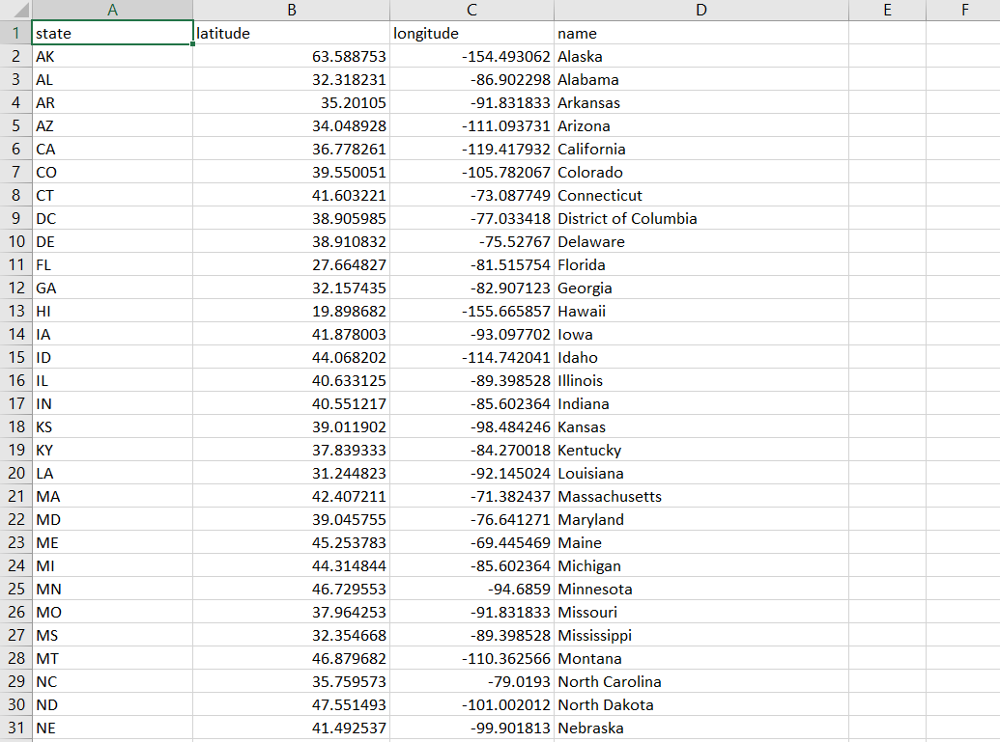 A B C D E F
1 state latitude longitude name
2 AK 63.588753 -154.493062 Alaska
3 AL 32.318231 -86.902298 Alabama
4 AR 35.20105 -91.831833 Arkansas
5 AZ 34.048928 -111.093731 Arizona
6 CA 36.778261 -119.417932 California
7 CO 39.550051 -105.782067 Colorado
8 CT 41.603221 -73.087749 Connecticut
9 DC 38.905985 -77.033418 District of Columbia
10 DE 38.910832 -75.52767 Delaware
11 FL 27.664827 -81.515754 Florida
12 GA 32.157435 -82.907123 Georgia
13 HI 19.898682 -155.665857 Hawaii
14 IA 41.878003 -93.097702 Iowa
15 ID 44.068202 -114.742041 Idaho
16 IL 40.633125 -89.398528 Illinois
17 IN 40.551217 -85.602364 Indiana
18 KS 39.011902 -98.484246 Kansas
19 KY 37.839333 -84.270018 Kentucky
20 LA 31.244823 -92.145024 Louisiana
21 MA 42.407211 -71.382437 Massachusetts
22 MD 39.045755 -76.641271 Maryland
23 ME 45.253783 -69.445469 Maine
24 MI 44.314844 -85.602364 Michigan
25 MN 46.729553 -94.6859 Minnesota
26 MO 37.964253 -91.831833 Missouri
27 MS 32.354668 -89.398528 Mississippi
28 MT 46.879682 -110.362566 Montana
29 NC 35.759573 -79.0193 North Carolina
30 ND 47.551493 -101.002012 North Dakota
31 NE 41.492537 -99.901813 Nebraska